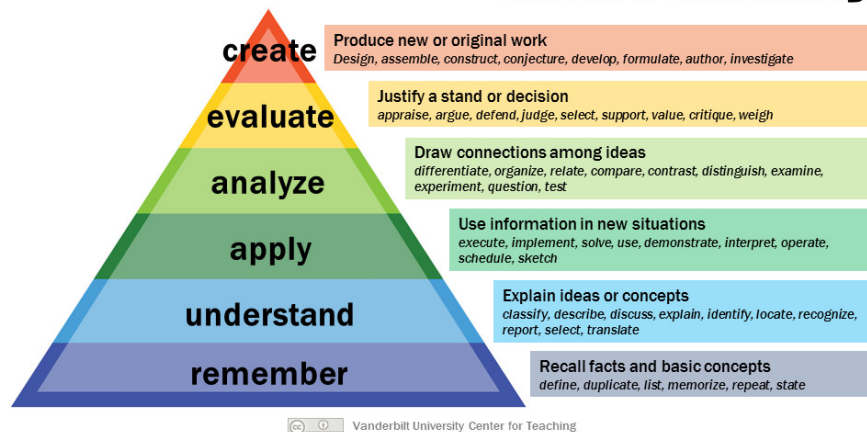 create
Produce new or original work
Design, assemble, construct, conjecture, develop, formulate, author, investigate
evaluate
Justify a stand or decision
appraise, argue, defend, judge, select, support, value, critique, weigh
analyze
Draw connections among ideas
differentiate, organize, relate, compare, contrast, distinguish, examine,
experiment, question, test
apply
Use information in new situations
execute, implement, solve, use, demonstrate, interpret, operate,
schedule, sketch
understand
Explain ideas or concepts
classify, describe, discuss, explain, identify, locate, recognize,
report, select, translate
remember
Recall facts and basic concepts
define, duplicate, list, memorize, repeat, state
cc Vanderbilt University Center for Teaching